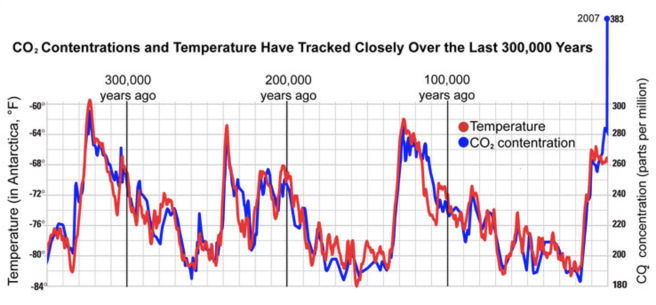 2007 383
CO₂ Contentrations and Temperature Have Tracked Closely Over the Last 300,000 Years
300,000
years ago
200,000
years ago
100,000
years ago
Temperature (in Antarctica, °F)
-60°
-64°
-68°
-72°
-76°
-80°
-84°
Temperature
CO₂ contentration
300
280
260
240
220
200
180
CO₂ concentration (parts per million)